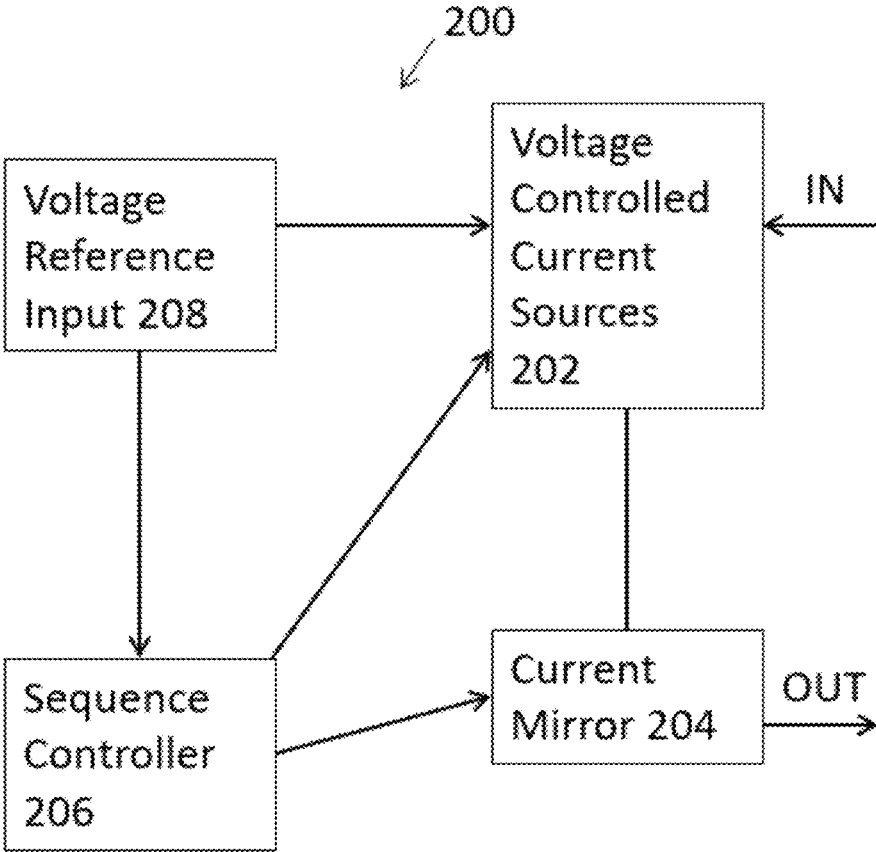 200
Voltage
Reference
Input 208
Voltage
Controlled
Current
Sources
202
IN
Sequence
Controller
206
Current
Mirror 204
OUT